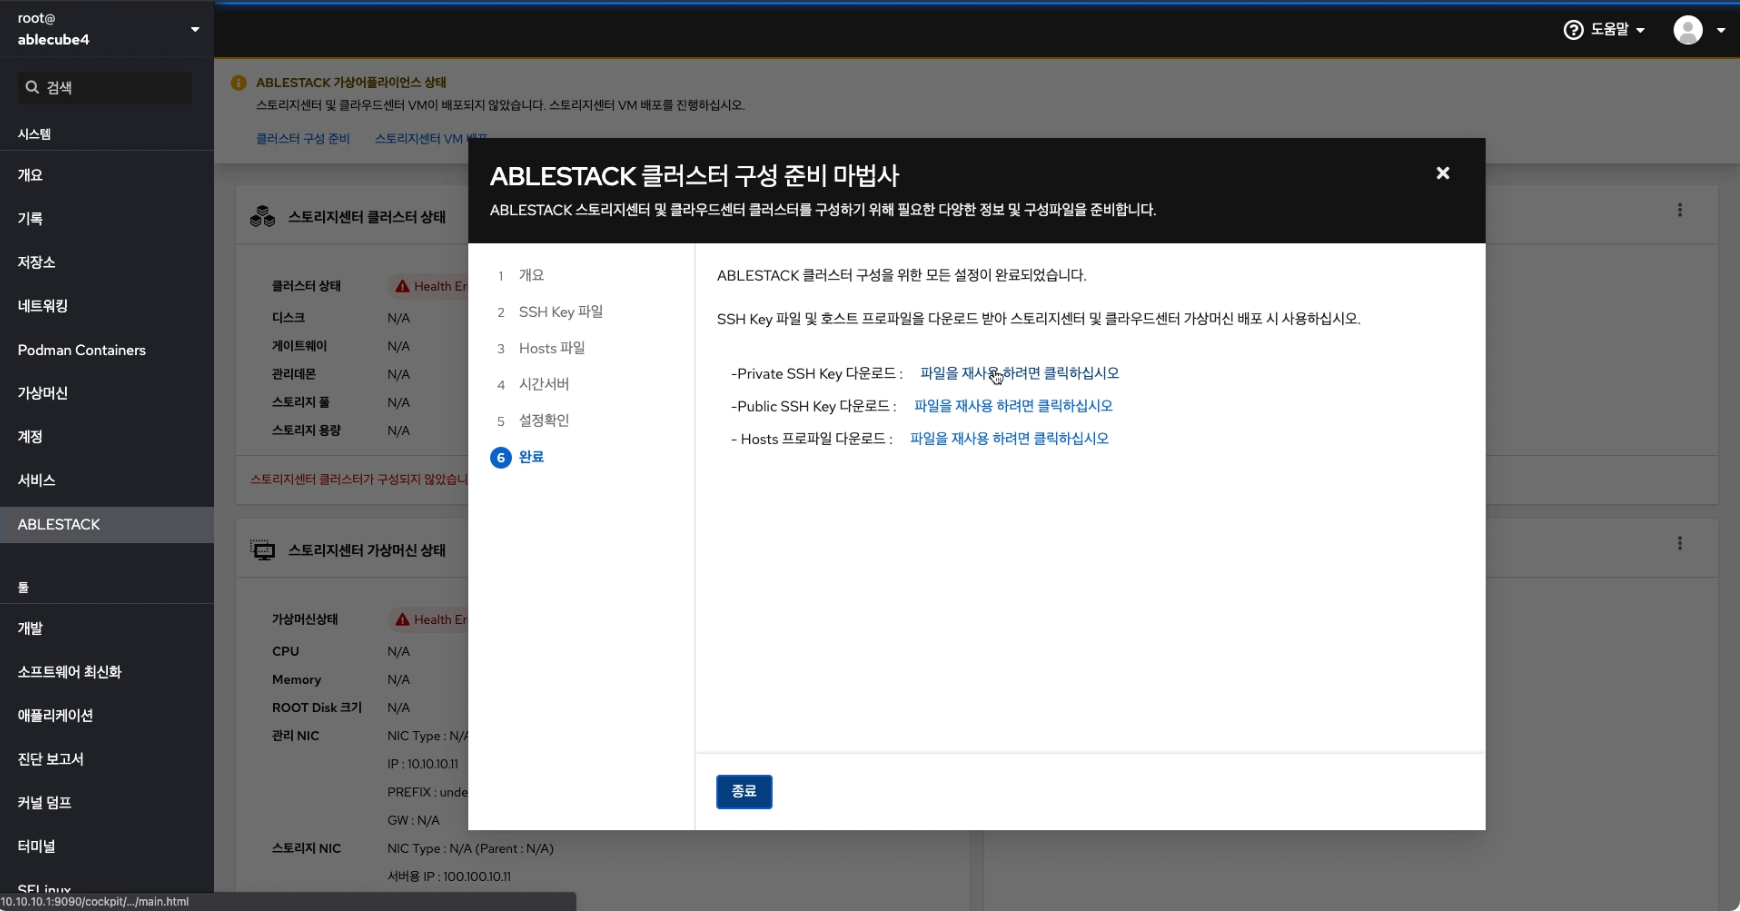 root@
ablecube4
도움말
검색
시스템
개요
기록
저장소
네트워킹
Podman Containers
가상머신
계정
서비스
ABLESTACK
툴
개발
소프트웨어 최신화
애플리케이션
진단 보고서
커널 덤프
터미널
SELinux
10.10.10.1:9090/cockpit/.../main.html
ABLESTACK 가상어플라이언스 상태
스토리지센터 및 클라우드센터 VM이 배포되지 않았습니다. 스토리지센터 VM 배포를 진행하십시오.
클러스터 구성 준비 스토리지센터 VM 배포
스토리지센터 클러스터 상태
클러스터 상태 Health Er
디스크 N/A
게이트웨이 N/A
관리데몬 N/A
스토리지 풀 N/A
스토리지 용량 N/A
스토리지센터 클러스터가 구성되지 않았습니
스토리지센터 가상머신 상태
가상머신상태 Health Er
CPU N/A
Memory N/A
ROOT Disk 크기 N/A
관리 NIC NIC Type : N/A
IP : 10.10.10.11
PREFIX : unde
GW : N/A
스토리지 NIC NIC Type : N/A (Parent : N/A)
서버용 IP : 100.100.10.11
ABLESTACK 클러스터 구성 준비 마법사
ABLESTACK 스토리지센터 및 클라우드센터 클러스터를 구성하기 위해 필요한 다양한 정보 및 구성파일을 준비합니다.
1 개요
2 SSH Key 파일
3 Hosts 파일
4 시간서버
5 설정확인
6 완료
ABLESTACK 클러스터 구성을 위한 모든 설정이 완료되었습니다.
SSH Key 파일 및 호스트 프로파일을 다운로드 받아 스토리지센터 및 클라우드센터 가상머신 배포 시 사용하십시오.
-Private SSH Key 다운로드 : 파일을 재사용 하려면 클릭하십시오
-Public SSH Key 다운로드 : 파일을 재사용 하려면 클릭하십시오
- Hosts 프로파일 다운로드 : 파일을 재사용 하려면 클릭하십시오
종료